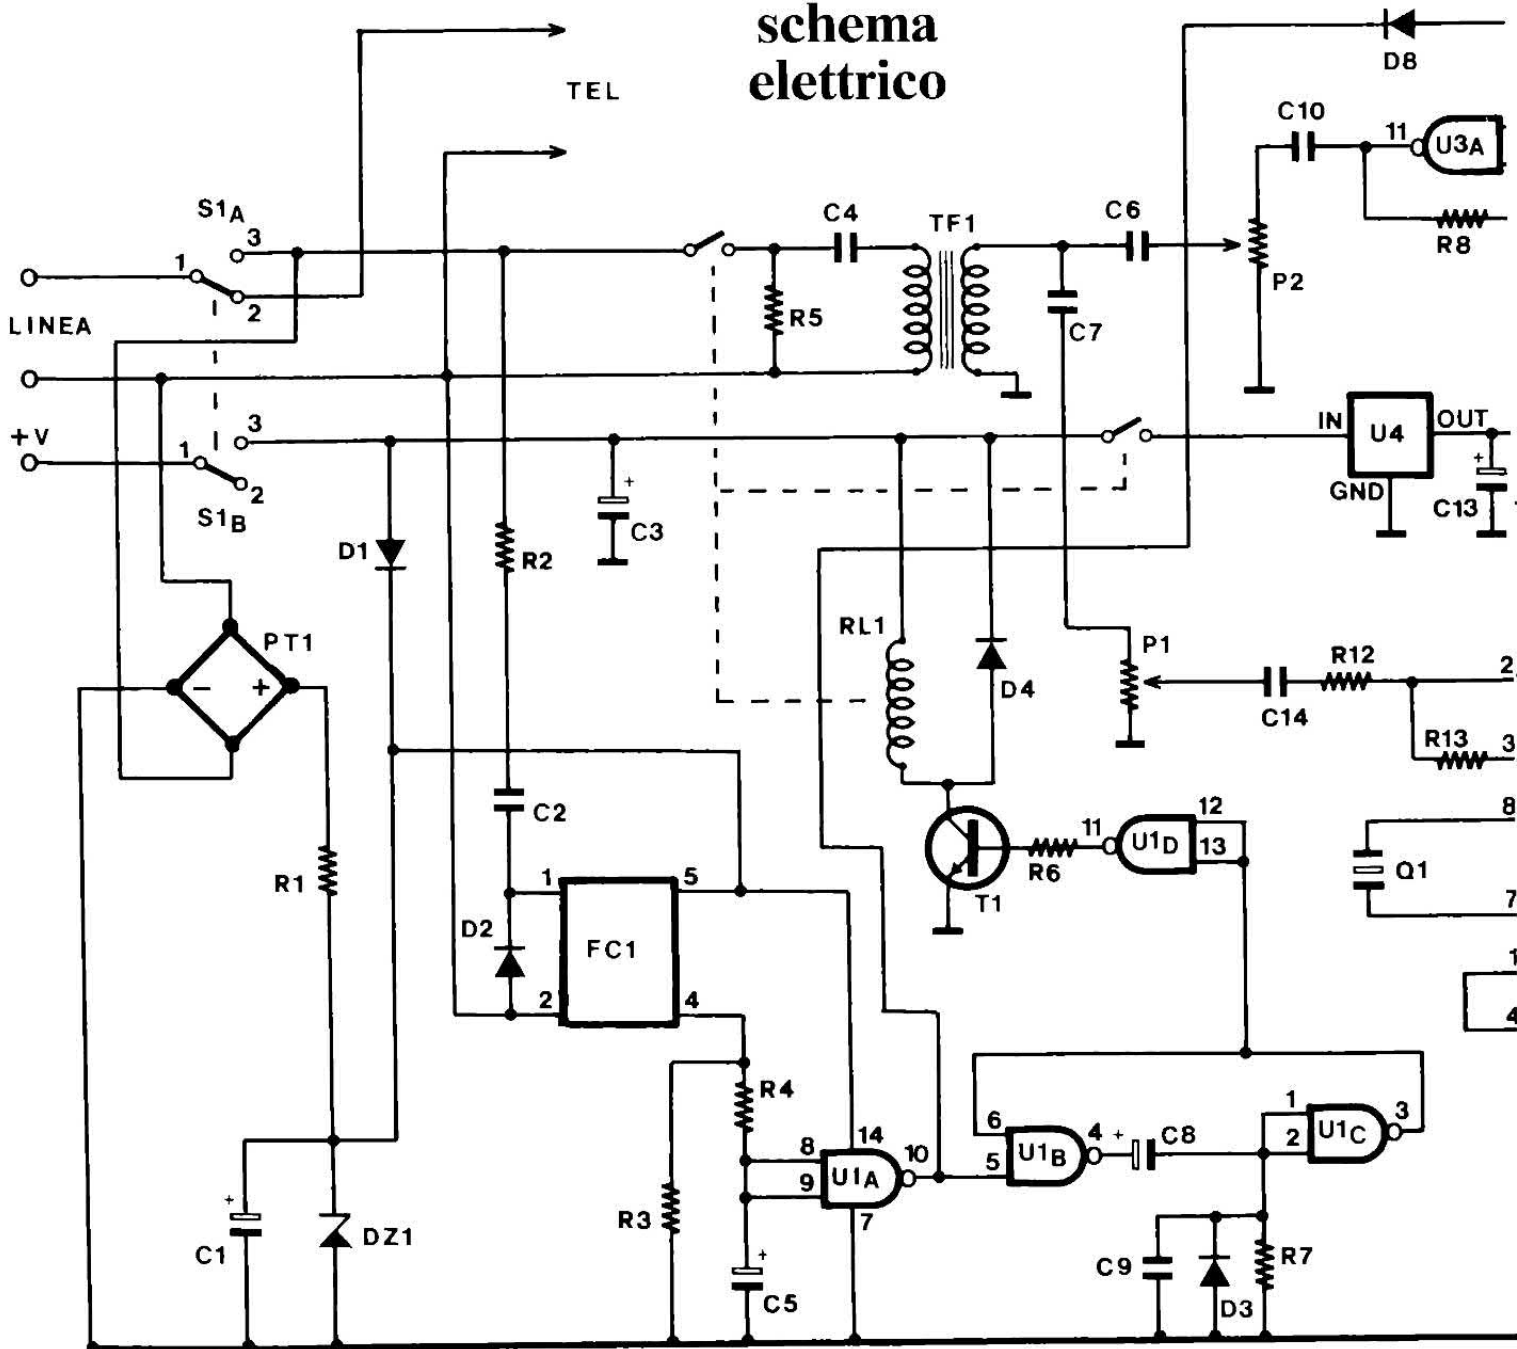 schema
elettrico
TEL
D8
C10
11
U3A
R8
P2
S1A
3
1
2
C4
TF1
C6
R5
C7
LINEA
+V
3
1
2
S1B
IN
U4
OUT
GND
+
C13
+
C3
D1
R2
PT1
-
+
RL1
D4
P1
R12
2
C14
R13
3
C2
R1
12
11
U1D
13
R6
T1
8
Q1
7
1
5
D2
FC1
2
4
1
4
R4
R3
8
14
10
9
U1A
7
6
4
+
C8
U1B
5
1
3
U1C
2
+
C1
DZ1
+
C5
C9
D3
R7